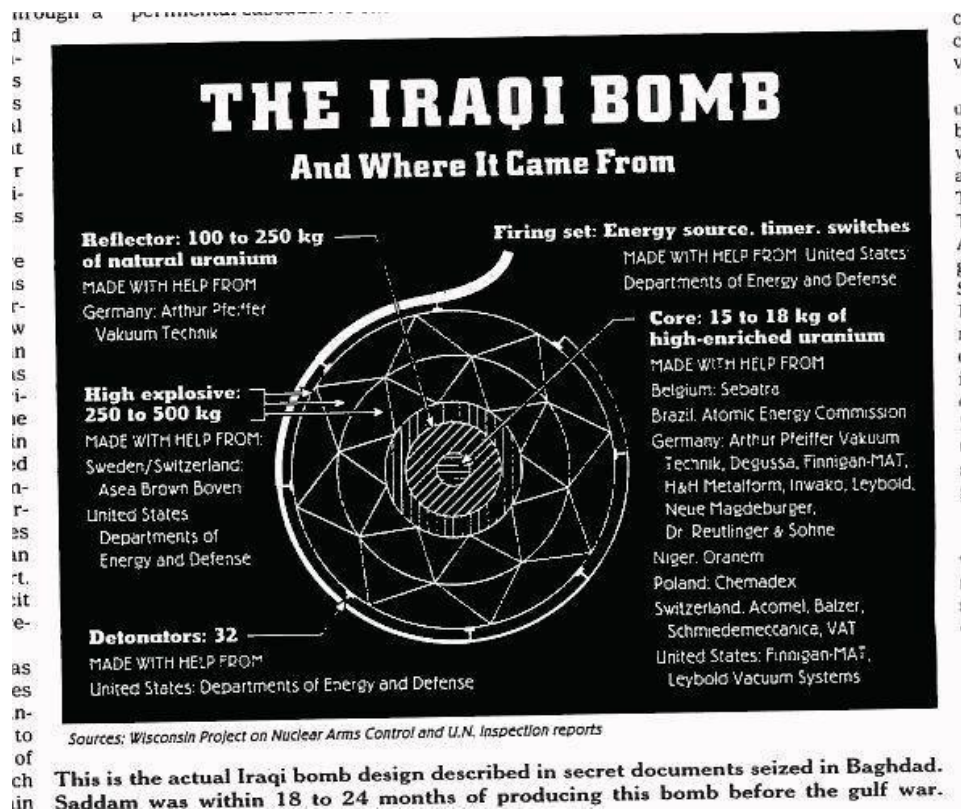 through a
THE IRAQI BOMB
And Where It Came From
Reflector: 100 to 250 kg
of natural uranium
MADE WITH HELP FROM
Germany: Arthur Pfeiffer
Vakuum Technik
High explosive:
250 to 500 kg
MADE WITH HELP FROM:
Sweden/Switzerland:
Asea Brown Boven
United States
Departments of
Energy and Defense
Detonators: 32
MADE WITH HELP FROM
United States: Departments of Energy and Defense
Firing set: Energy source, timer, switches
MADE WITH HELP FROM United States
Departments of Energy and Defense
Core: 15 to 18 kg of
high-enriched uranium
MADE WITH HELP FROM
Belgium: Sebatra
Brazil. Atomic Energy Commission
Germany: Arthur Pfeiffer Vakuum
Technik, Degussa, Finnigan-MAT,
H&H Metalform, Inwako, Leybold,
Neue Magdeburger,
Dr. Reutlinger & Sohne
Niger. Oranem
Poland: Chemadex
Switzerland. Acomel, Balzer,
Schmiedemeccanica, VAT
United States: Finnigan-MAT,
Leybold Vacuum Systems
Sources: Wisconsin Project on Nuclear Arms Control and U.N. Inspection reports
This is the actual Iraqi bomb design described in secret documents seized in Baghdad.
Saddam was within 18 to 24 months of producing this bomb before the gulf war.